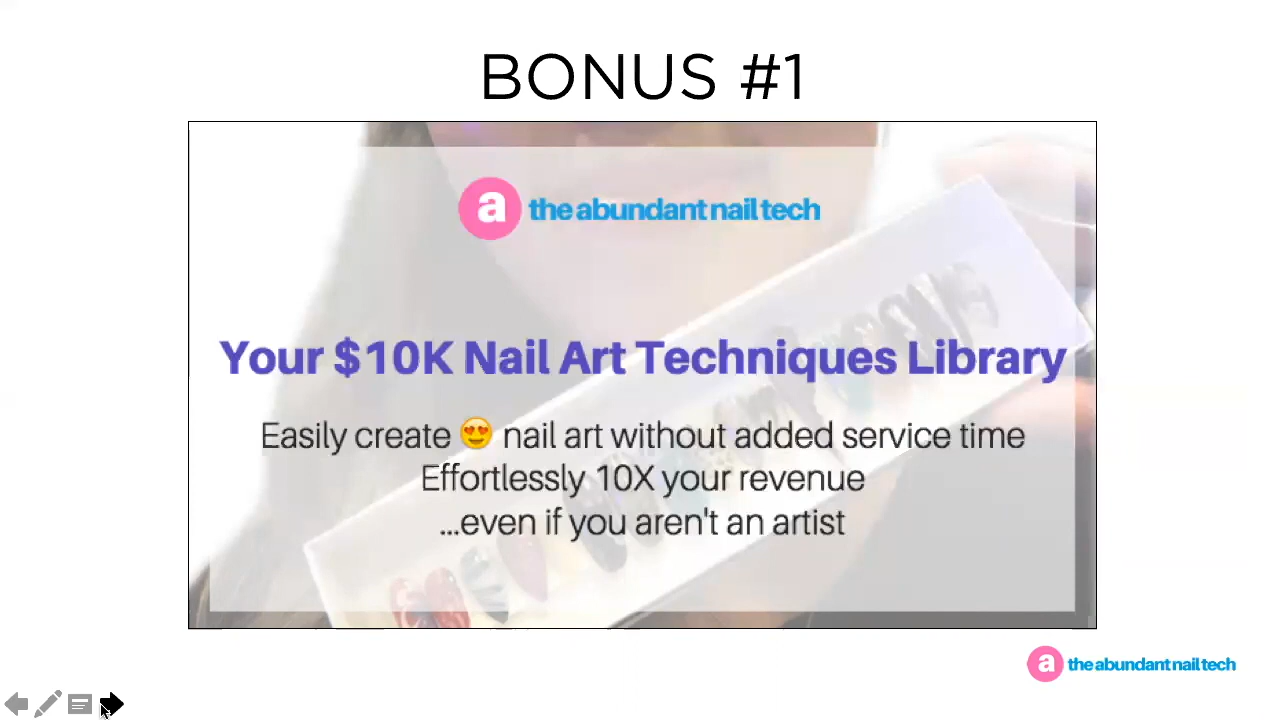 BONUS #1
a the abundant nail tech
Your $10K Nail Art Techniques Library
Easily create 😍 nail art without added service time
Effortlessly 10X your revenue
...even if you aren't an artist
a the abundant nail tech